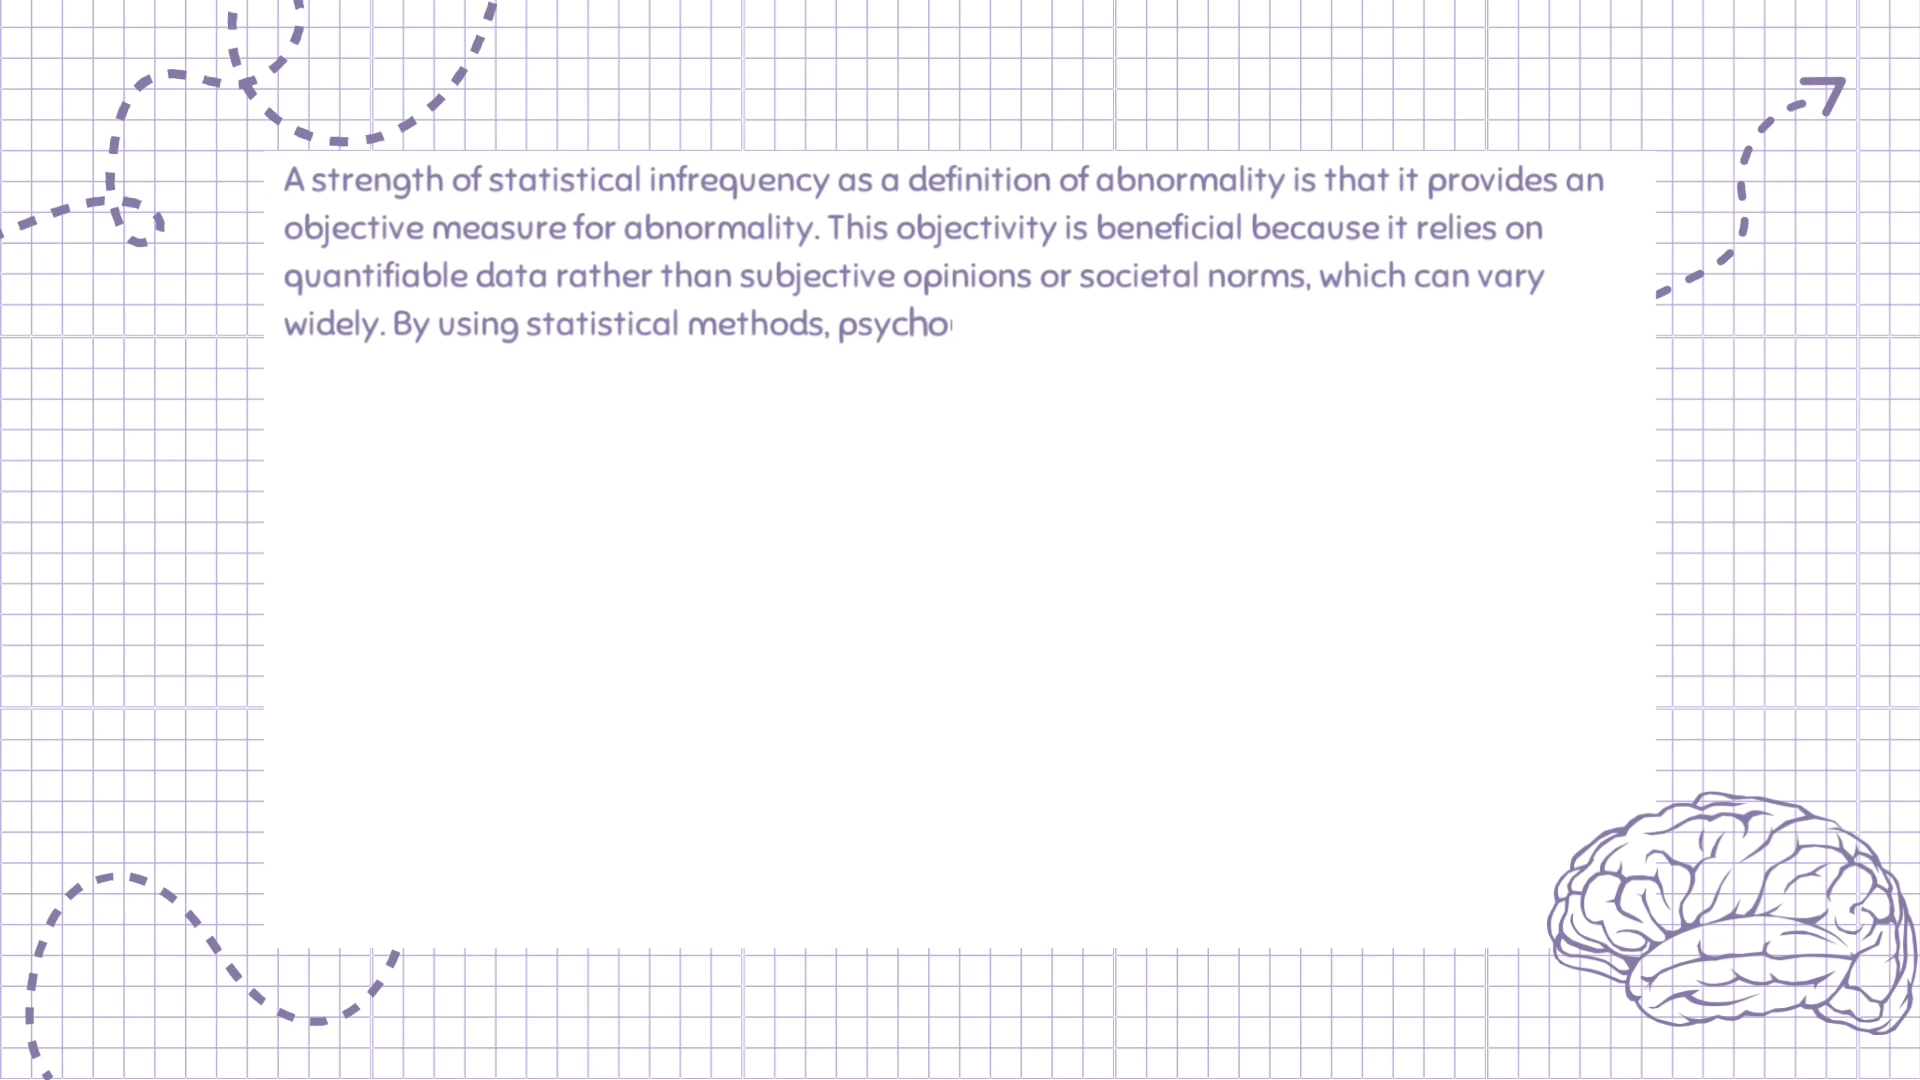 A strength of statistical infrequency as a definition of abnormality is that it provides an
objective measure for abnormality. This objectivity is beneficial because it relies on
quantifiable data rather than subjective opinions or societal norms, which can vary
widely. By using statistical methods, psycho